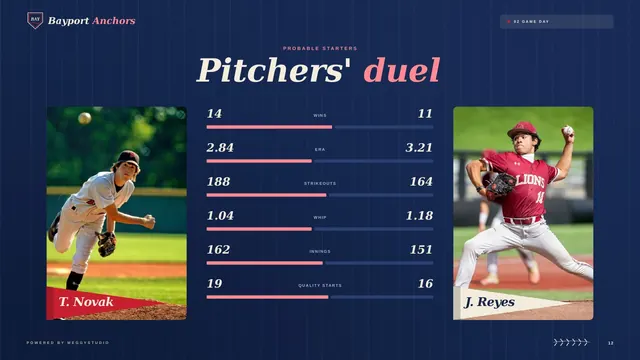 BAY
Bayport Anchors
02 GAME DAY
PROBABLE STARTERS
Pitchers' duel
14 WINS 11
2.84 ERA 3.21
188 STRIKEOUTS 164
1.04 WHIP 1.18
162 INNINGS 151
19 QUALITY STARTS 16
LIONS
T. Novak
J. Reyes
POWERED BY WEGGYSTUDIO
12